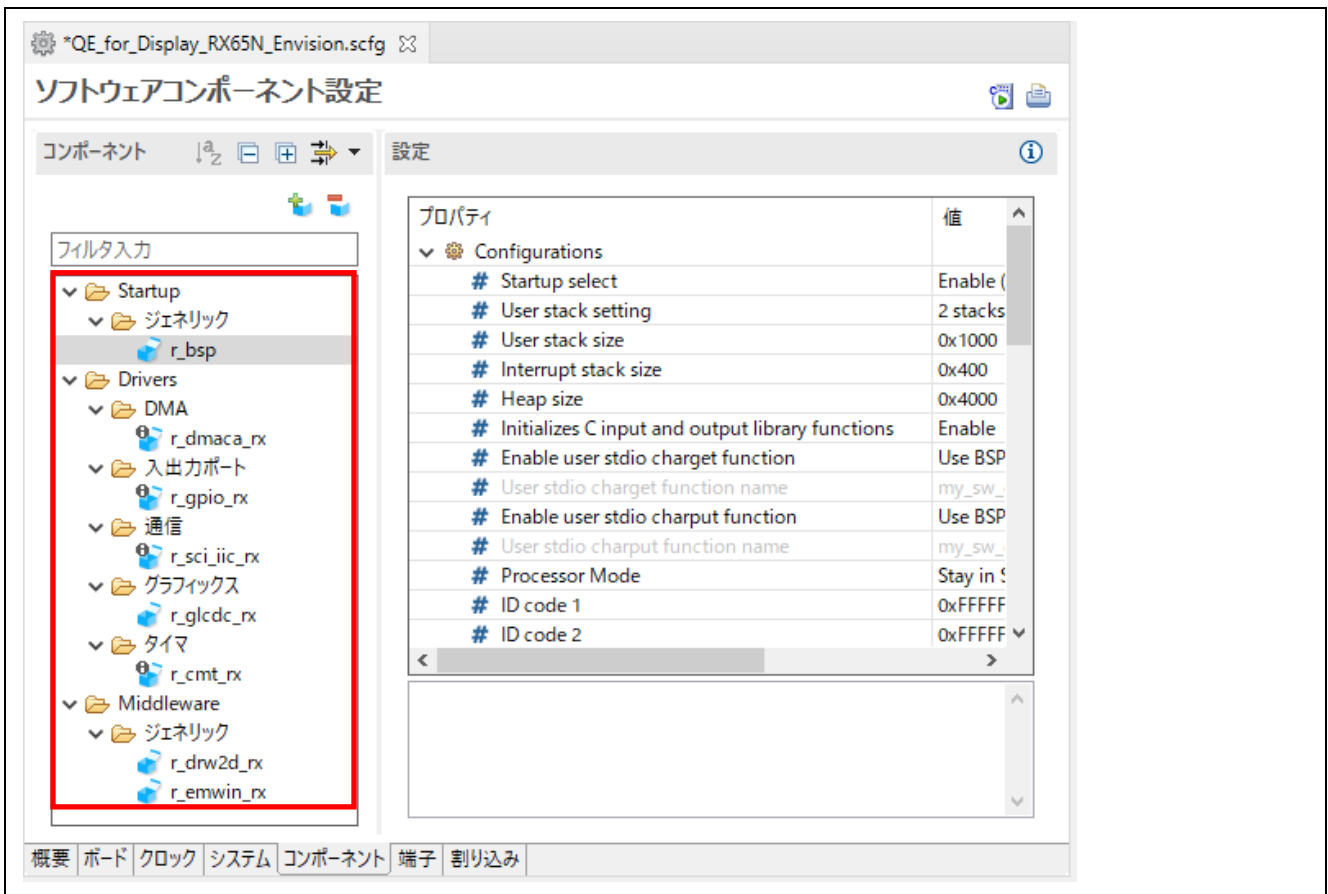 *QE_for_Display_RX65N_Envision.scfg
ソフトウェアコンポーネント設定
コンポーネント
フィルタ入力
Startup
ジェネリック
r_bsp
Drivers
DMA
r_dmaca_rx
入出力ポート
r_gpio_rx
通信
r_sci_iic_rx
グラフィックス
r_glcdc_rx
タイマ
r_cmt_rx
Middleware
ジェネリック
r_drw2d_rx
r_emwin_rx
設定
プロパティ 値
Configurations
# Startup select Enable (
# User stack setting 2 stacks
# User stack size 0x1000
# Interrupt stack size 0x400
# Heap size 0x4000
# Initializes C input and output library functions Enable
# Enable user stdio charget function Use BSP
# User stdio charget function name my_sw_
# Enable user stdio charput function Use BSP
# User stdio charput function name my_sw_
# Processor Mode Stay in S
# ID code 1 0xFFFFF
# ID code 2 0xFFFFF
概要 ボード クロック システム コンポーネント 端子 割り込み